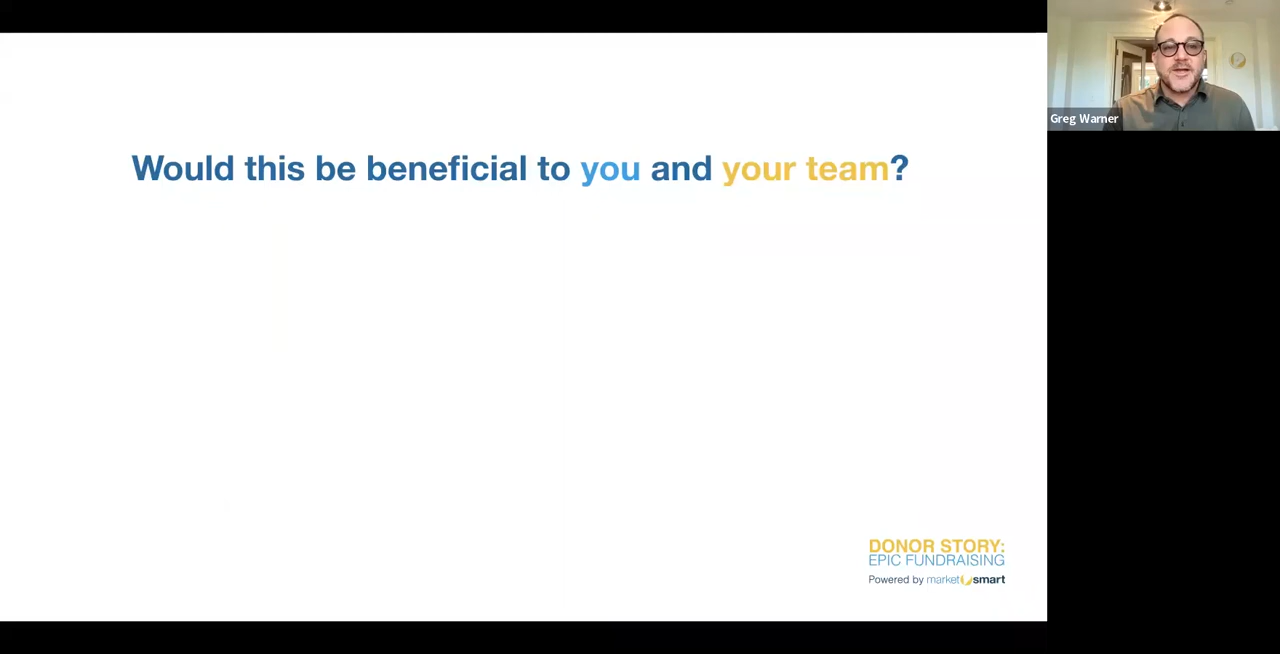 Would this be beneficial to you and your team?
Greg Warner
DONOR STORY:
EPIC FUNDRAISING
Powered by marketsmart